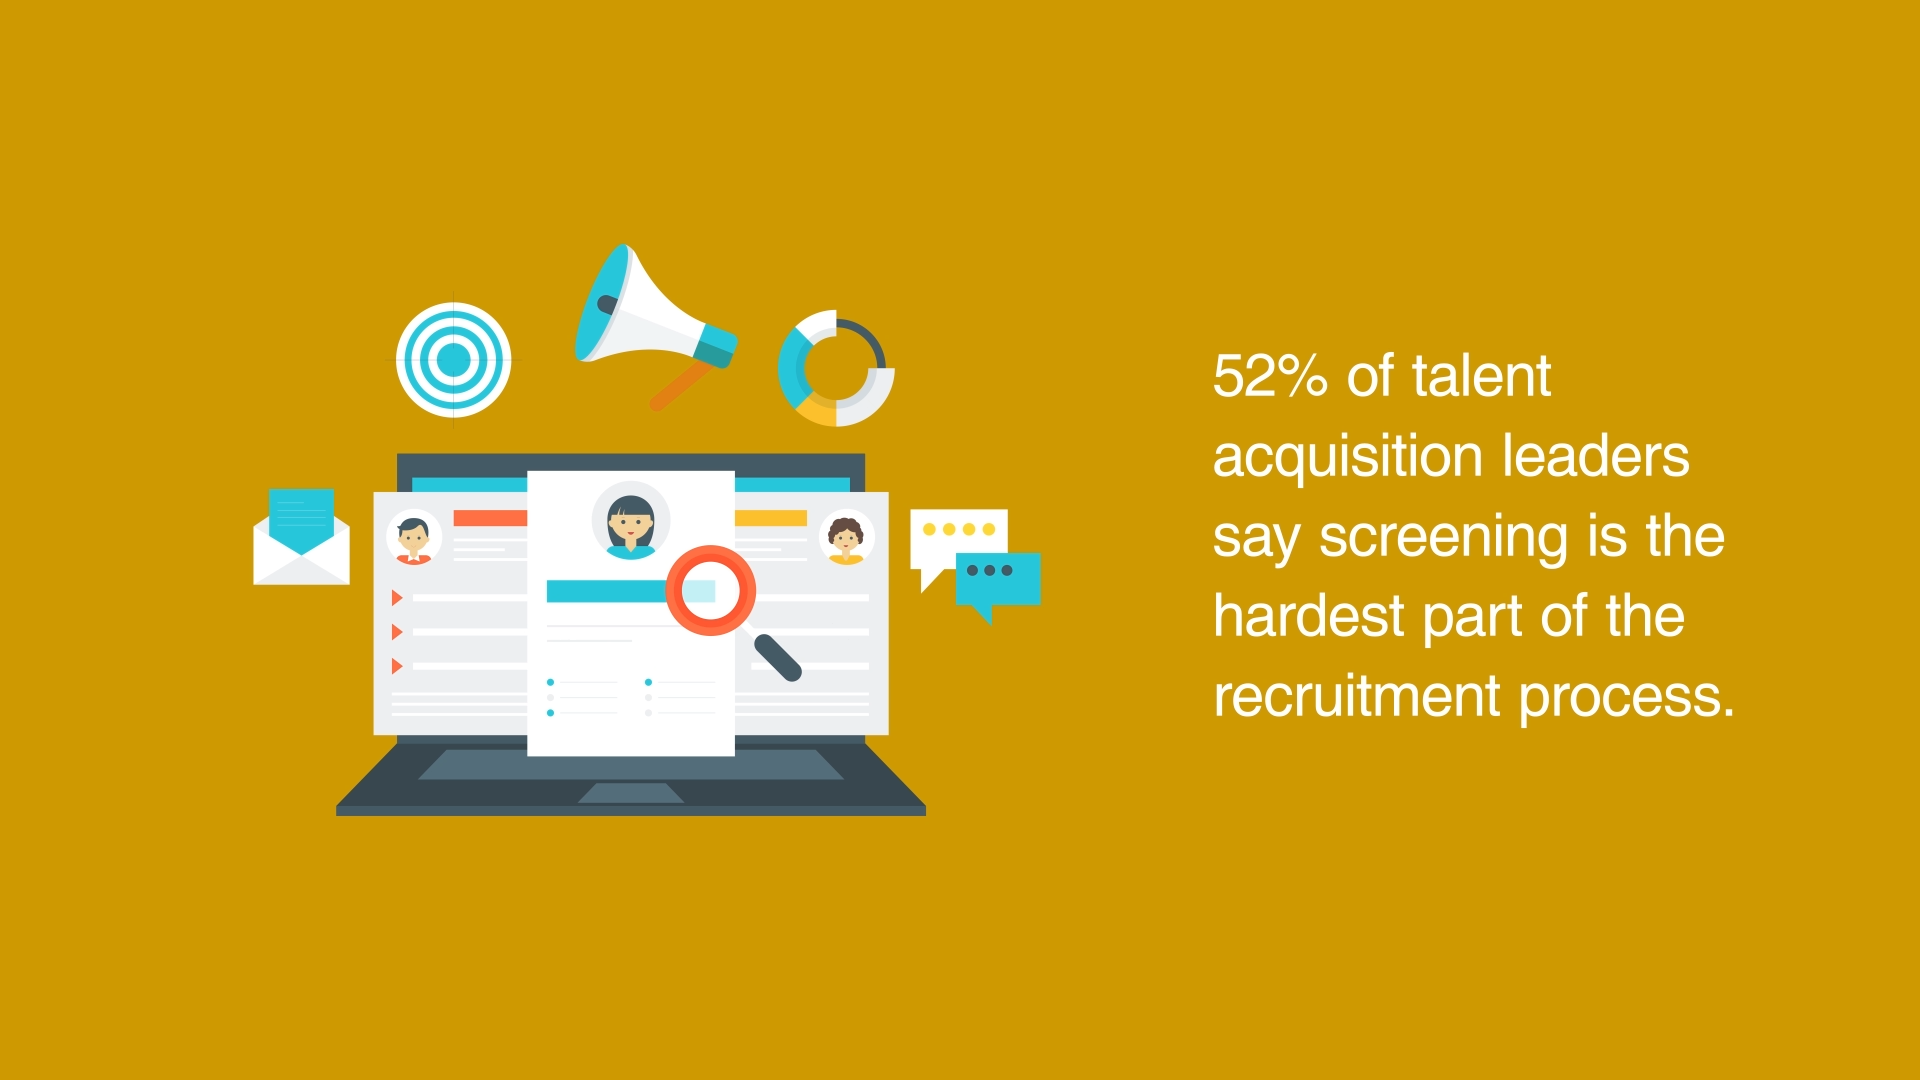 52% of talent
acquisition leaders
say screening is the
hardest part of the
recruitment process.